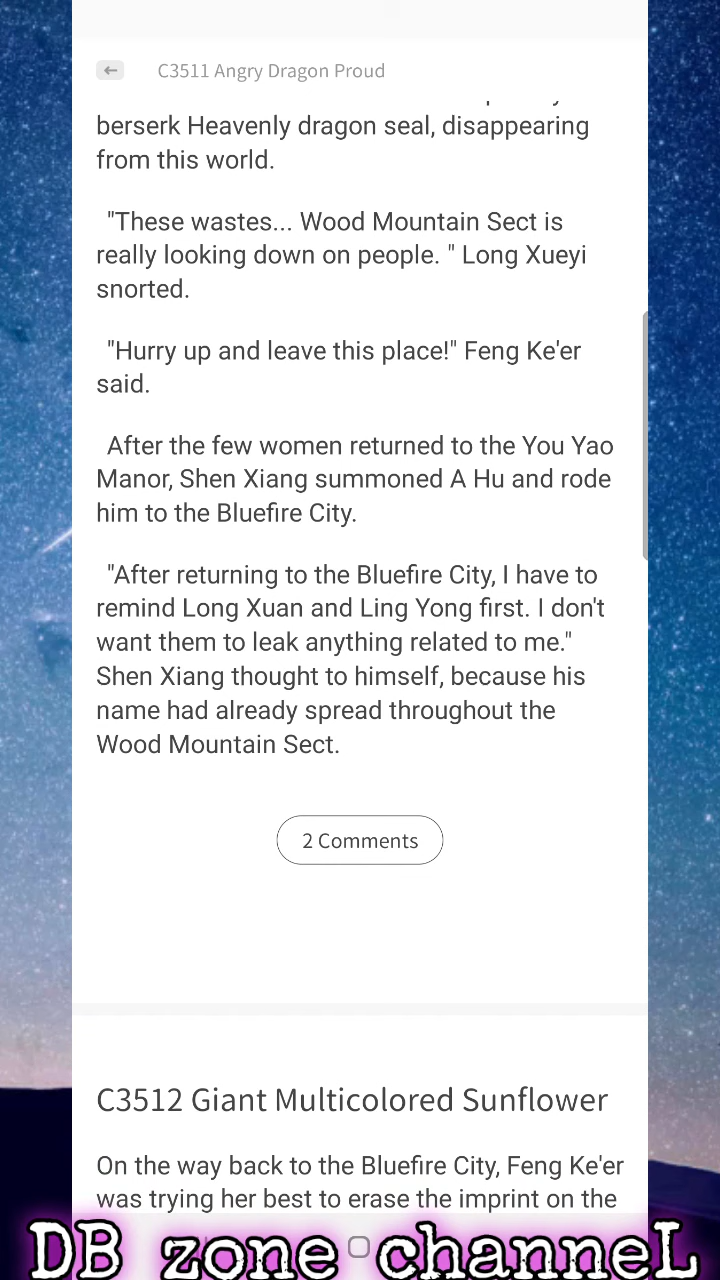 C3511 Angry Dragon Proud
berserk Heavenly dragon seal, disappearing
from this world.
"These wastes... Wood Mountain Sect is
really looking down on people. " Long Xueyi
snorted.
"Hurry up and leave this place!" Feng Ke'er
said.
After the few women returned to the You Yao
Manor, Shen Xiang summoned A Hu and rode
him to the Bluefire City.
"After returning to the Bluefire City, I have to
remind Long Xuan and Ling Yong first. I don't
want them to leak anything related to me."
Shen Xiang thought to himself, because his
name had already spread throughout the
Wood Mountain Sect.
2 Comments
C3512 Giant Multicolored Sunflower
On the way back to the Bluefire City, Feng Ke'er
was trying her best to erase the imprint on the
DB zone channeL